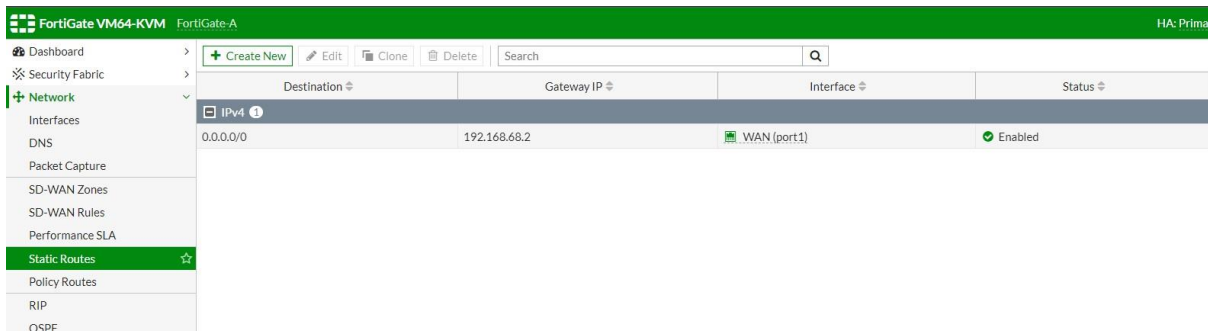 FortiGate VM64-KVM FortiGate-A HA: Prima
Dashboard
Security Fabric
Network
Interfaces
DNS
Packet Capture
SD-WAN Zones
SD-WAN Rules
Performance SLA
Static Routes
Policy Routes
RIP
OSPF
+ Create New Edit Clone Delete Search
Destination Gateway IP Interface Status
IPv4 1
0.0.0.0/0 192.168.68.2 WAN (port1) Enabled